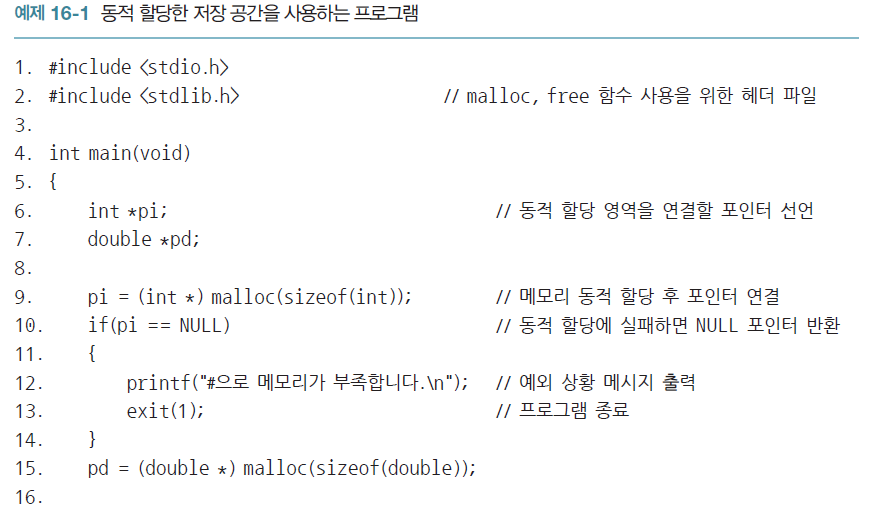 예제 16-1 동적 할당한 저장 공간을 사용하는 프로그램
1. #include <stdio.h>
2. #include <stdlib.h> // malloc, free 함수 사용을 위한 헤더 파일
3.
4. int main(void)
5. {
6. int *pi; // 동적 할당 영역을 연결할 포인터 선언
7. double *pd;
8.
9. pi = (int *) malloc(sizeof(int)); // 메모리 동적 할당 후 포인터 연결
10. if(pi == NULL) // 동적 할당에 실패하면 NULL 포인터 반환
11. {
12. printf("#으로 메모리가 부족합니다.\n"); // 예외 상황 메시지 출력
13. exit(1); // 프로그램 종료
14. }
15. pd = (double *) malloc(sizeof(double));
16.